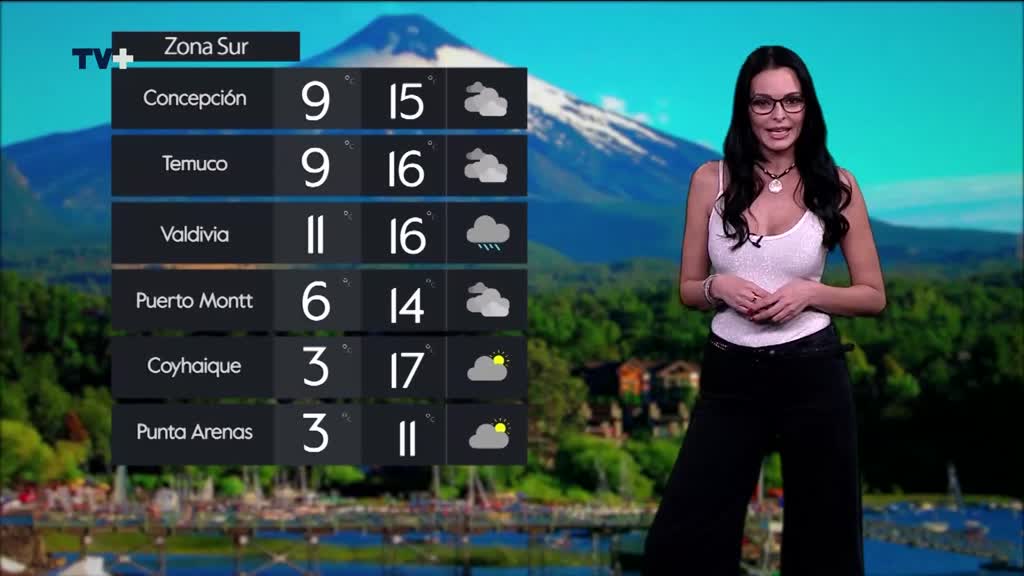 TV+
Zona Sur
Concepción 9 °C 15 °C
Temuco 9 °C 16 °C
Valdivia 11 °C 16 °C
Puerto Montt 6 °C 14 °C
Coyhaique 3 °C 17 °C
Punta Arenas 3 °C 11 °C